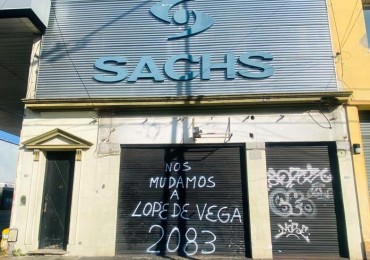 SACHS
NOS
MUDAMOS
A
LOPE DE VEGA
2083